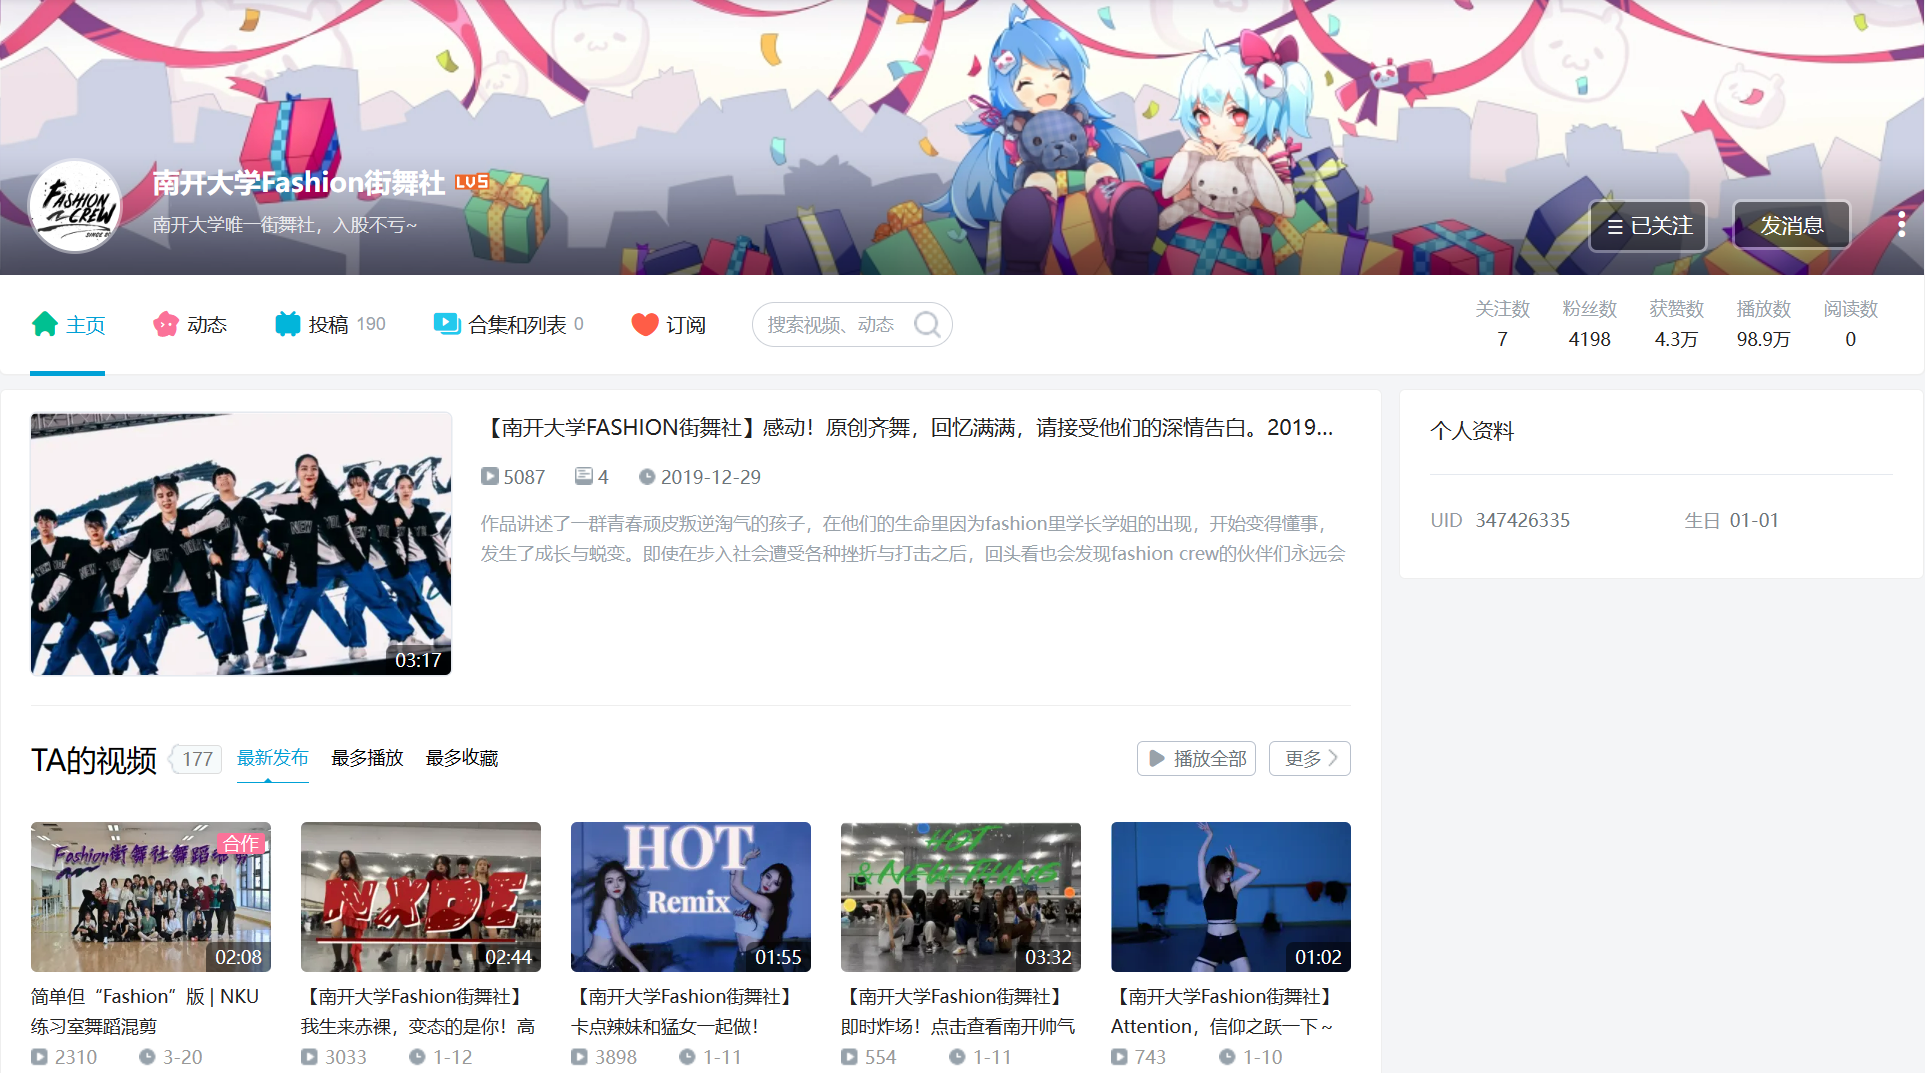 FASHION
CREW
南开大学Fashion街舞社 LV5
南开大学唯一街舞社，入股不亏~
已关注
发消息
主页
动态
投稿 190
合集和列表 0
订阅
搜索视频、动态
关注数 粉丝数 获赞数 播放数 阅读数
7 4198 4.3万 98.9万 0
【南开大学FASHION街舞社】感动！原创齐舞，回忆满满，请接受他们的深情告白。2019...
5087 4 2019-12-29
作品讲述了一群青春顽皮叛逆淘气的孩子，在他们的生命里因为fashion里学长学姐的出现，开始变得懂事，
发生了成长与蜕变。即使在步入社会遭受各种挫折与打击之后，回头看也会发现fashion crew的伙伴们永远会
03:17
个人资料
UID 347426335 生日 01-01
TA的视频 177 最新发布 最多播放 最多收藏 播放全部 更多
Fashion街舞社舞蹈
合作
02:08
简单但“Fashion”版 | NKU
练习室舞蹈混剪
2310 3-20
NXDE
02:44
【南开大学Fashion街舞社】
我生来赤裸，变态的是你！高
3033 1-12
HOT
Remix
01:55
【南开大学Fashion街舞社】
卡点辣妹和猛女一起做！
3898 1-11
HOT
&NEW THING
03:32
【南开大学Fashion街舞社】
即时炸场！点击查看南开帅气
554 1-11
01:02
【南开大学Fashion街舞社】
Attention，信仰之跃一下～
743 1-10